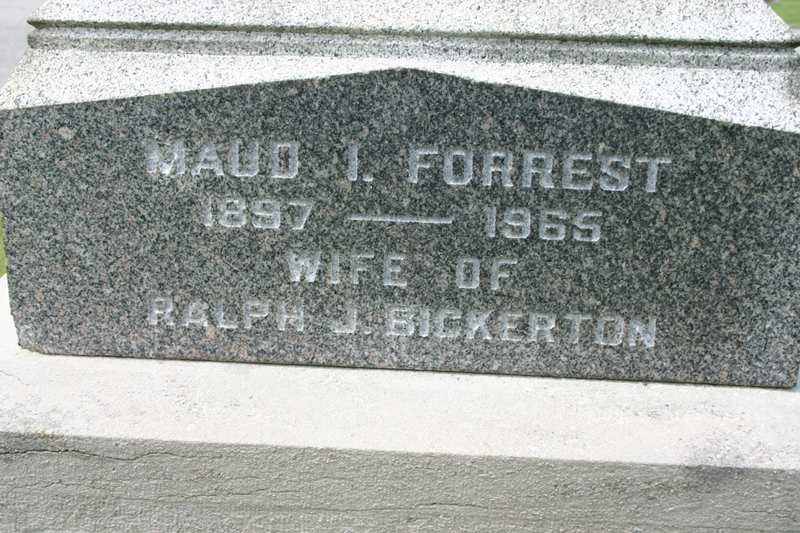 MAUD I. FORREST
1897 — 1965
WIFE OF
RALPH J. BICKERTON